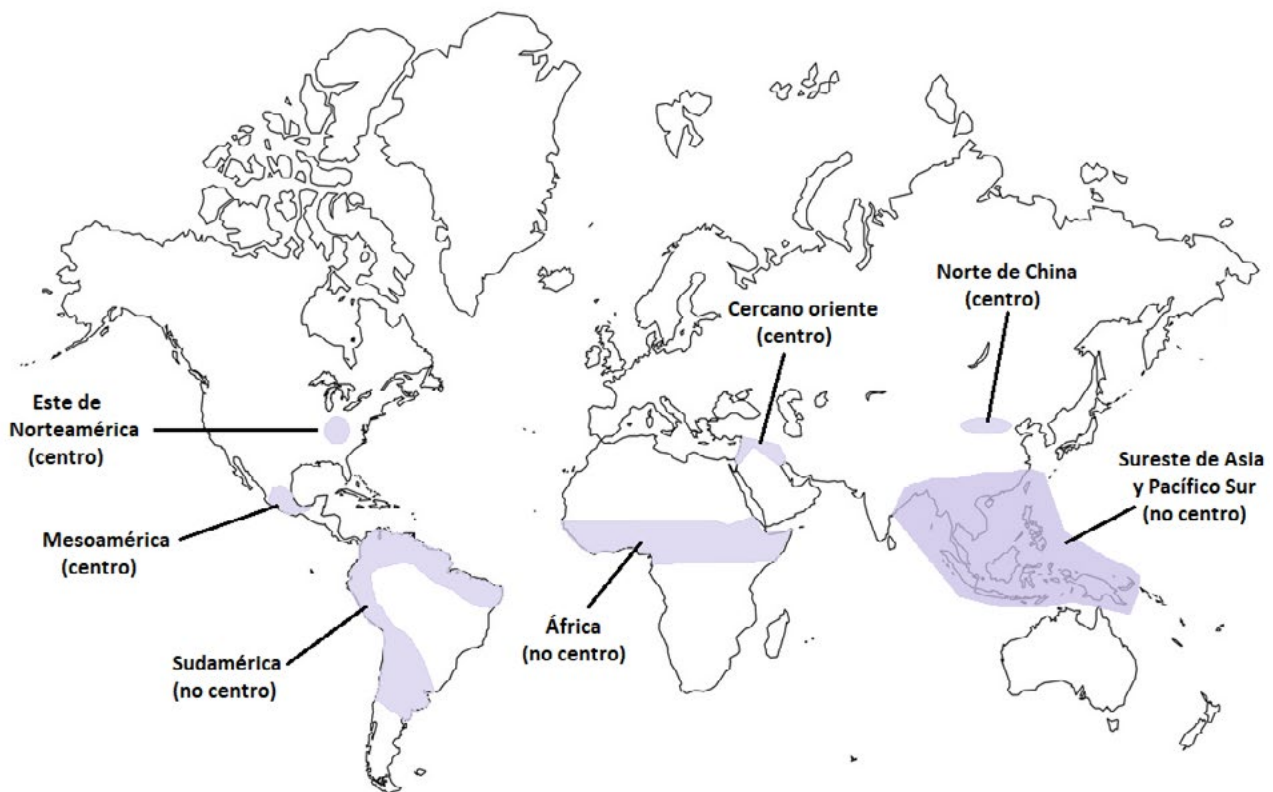 Norte de China
(centro)
Cercano oriente
(centro)
Este de
Norteamérica
(centro)
Sureste de Asia
y Pacífico Sur
(no centro)
Mesoamérica
(centro)
África
(no centro)
Sudamérica
(no centro)